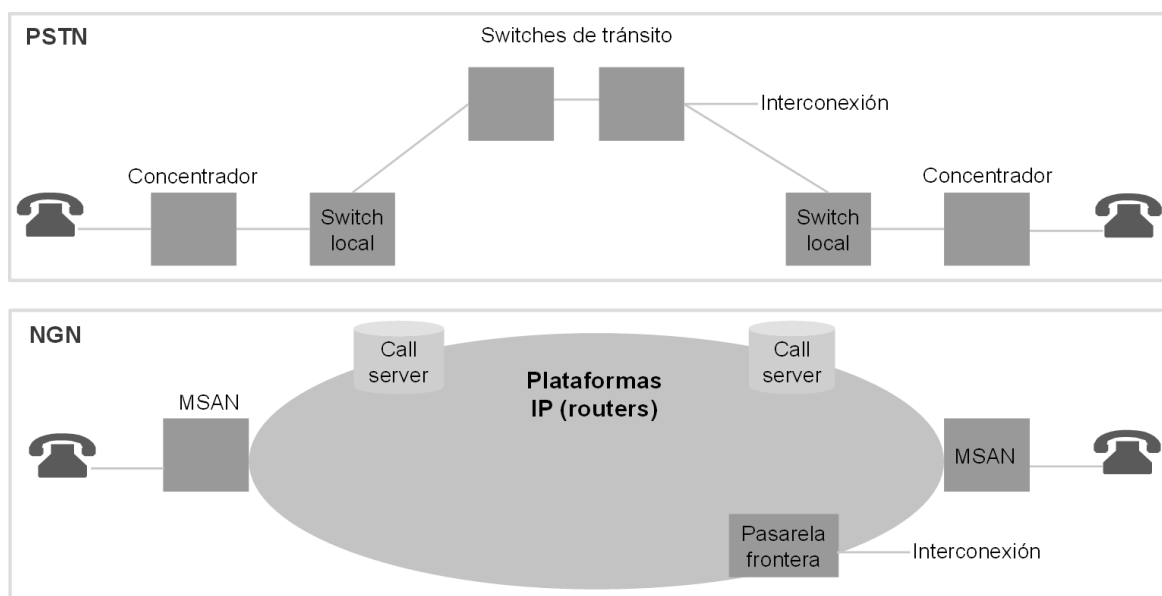 PSTN
Switches de tránsito
Interconexión
Concentrador
Concentrador
Switch
local
Switch
local
NGN
Call
server
Call
server
Plataformas
IP (routers)
MSAN
MSAN
Pasarela
frontera
Interconexión